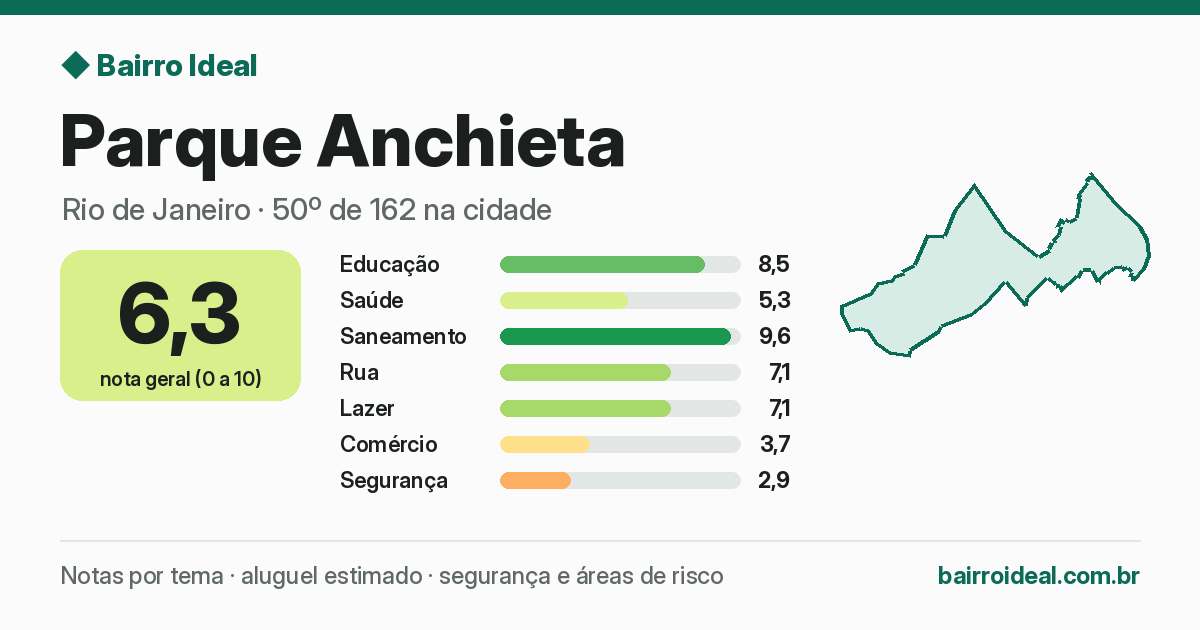 Bairro Ideal
Parque Anchieta
Rio de Janeiro · 50º de 162 na cidade
6,3
nota geral (0 a 10)
Educação 8,5
Saúde 5,3
Saneamento 9,6
Rua 7,1
Lazer 7,1
Comércio 3,7
Segurança 2,9
Notas por tema · aluguel estimado · segurança e áreas de risco
bairroideal.com.br